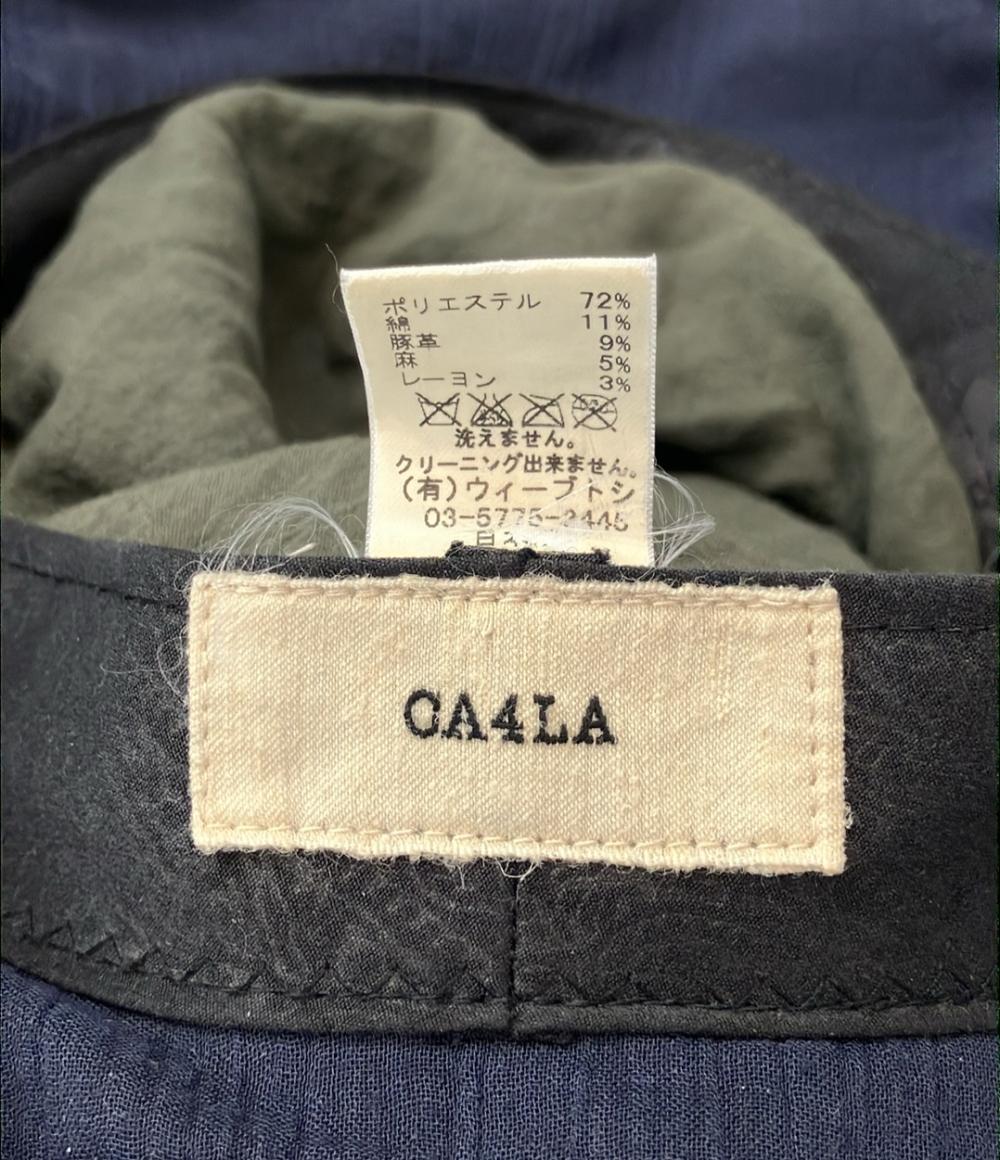 ポリエステル 72%
綿 11%
豚革 9%
麻 5%
レーヨン 3%
洗えません。
クリーニング出来ません。
(有)ウィーブトシ
03-5775-3445
CA4LA